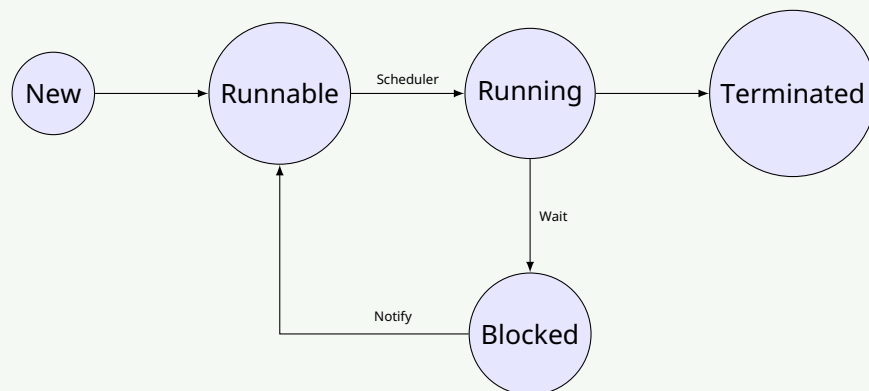 New
Runnable
Scheduler
Running
Terminated
Wait
Notify
Blocked